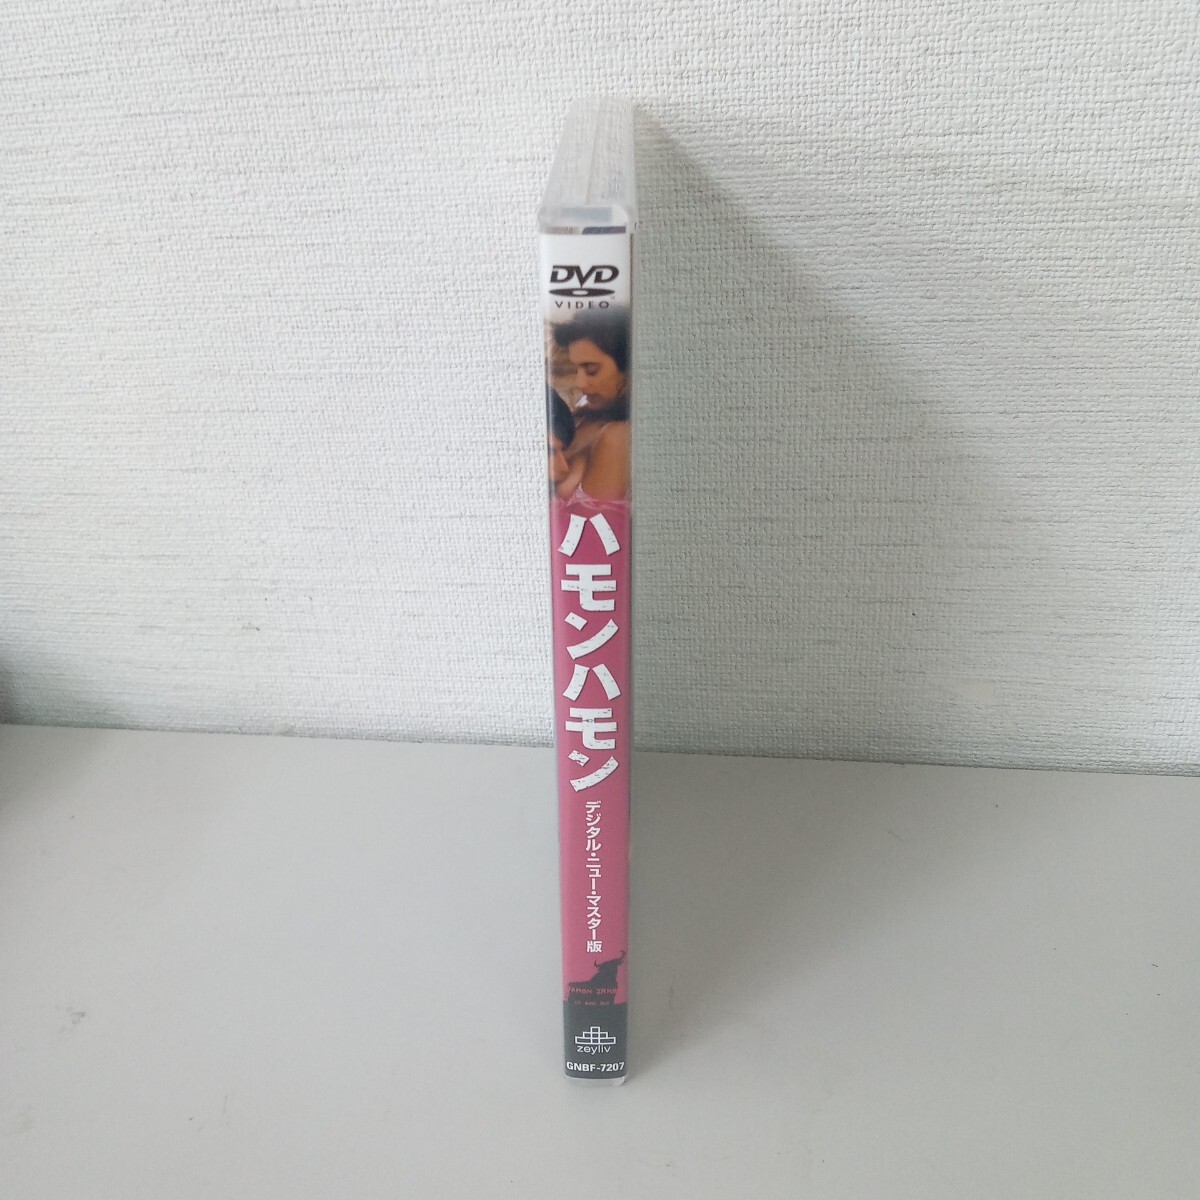 DVD
VIDEO
ハモンハモン
デジタル・ニュー・マスター版
zeyliv
GNBF-7207